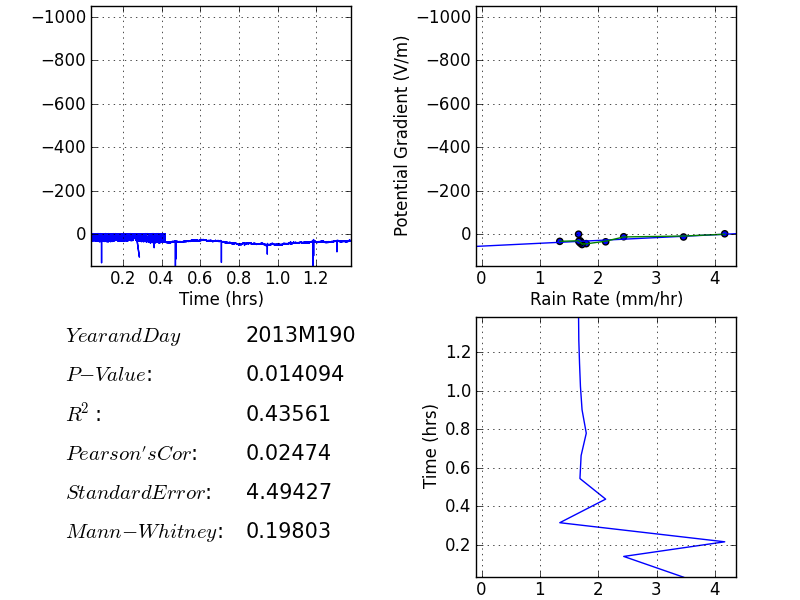 −1000
−800
−600
−400
−200
0
0.2 0.4 0.6 0.8 1.0 1.2
Time (hrs)
Potential Gradient (V/m)
−1000
−800
−600
−400
−200
0
0 1 2 3 4
Rain Rate (mm/hr)
YearandDay 2013M190
P−Value: 0.014094
R²: 0.43561
Pearson'sCor: 0.02474
StandardError: 4.49427
Mann−Whitney: 0.19803
Time (hrs)
1.2
1.0
0.8
0.6
0.4
0.2
0 1 2 3 4